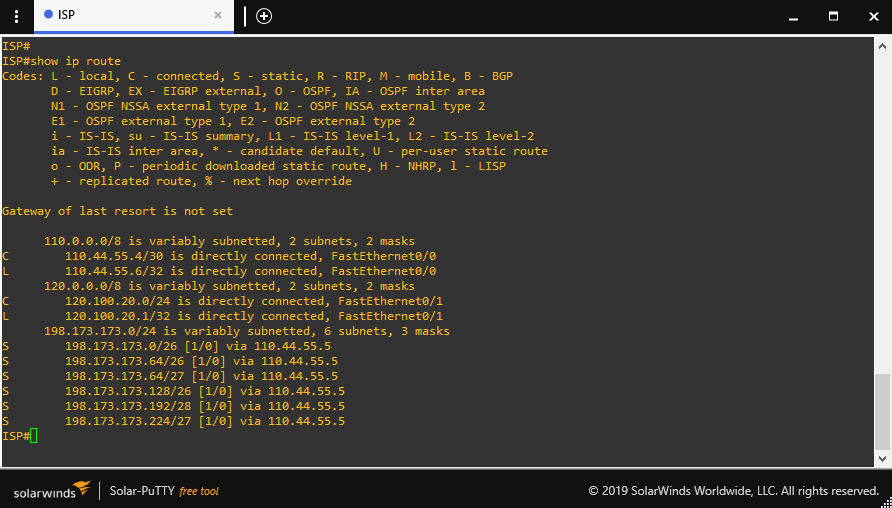 ISP
ISP#
ISP#show ip route
Codes: L - local, C - connected, S - static, R - RIP, M - mobile, B - BGP
D - EIGRP, EX - EIGRP external, O - OSPF, IA - OSPF inter area
N1 - OSPF NSSA external type 1, N2 - OSPF NSSA external type 2
E1 - OSPF external type 1, E2 - OSPF external type 2
i - IS-IS, su - IS-IS summary, L1 - IS-IS level-1, L2 - IS-IS level-2
ia - IS-IS inter area, * - candidate default, U - per-user static route
o - ODR, P - periodic downloaded static route, H - NHRP, l - LISP
+ - replicated route, % - next hop override
Gateway of last resort is not set
110.0.0.0/8 is variably subnetted, 2 subnets, 2 masks
C 110.44.55.4/30 is directly connected, FastEthernet0/0
L 110.44.55.6/32 is directly connected, FastEthernet0/0
120.0.0.0/8 is variably subnetted, 2 subnets, 2 masks
C 120.100.20.0/24 is directly connected, FastEthernet0/1
L 120.100.20.1/32 is directly connected, FastEthernet0/1
198.173.173.0/24 is variably subnetted, 6 subnets, 3 masks
S 198.173.173.0/26 [1/0] via 110.44.55.5
S 198.173.173.64/26 [1/0] via 110.44.55.5
S 198.173.173.64/27 [1/0] via 110.44.55.5
S 198.173.173.128/26 [1/0] via 110.44.55.5
S 198.173.173.192/28 [1/0] via 110.44.55.5
S 198.173.173.224/27 [1/0] via 110.44.55.5
ISP#
solarwinds Solar-PuTTY free tool © 2019 SolarWinds Worldwide, LLC. All rights reserved.